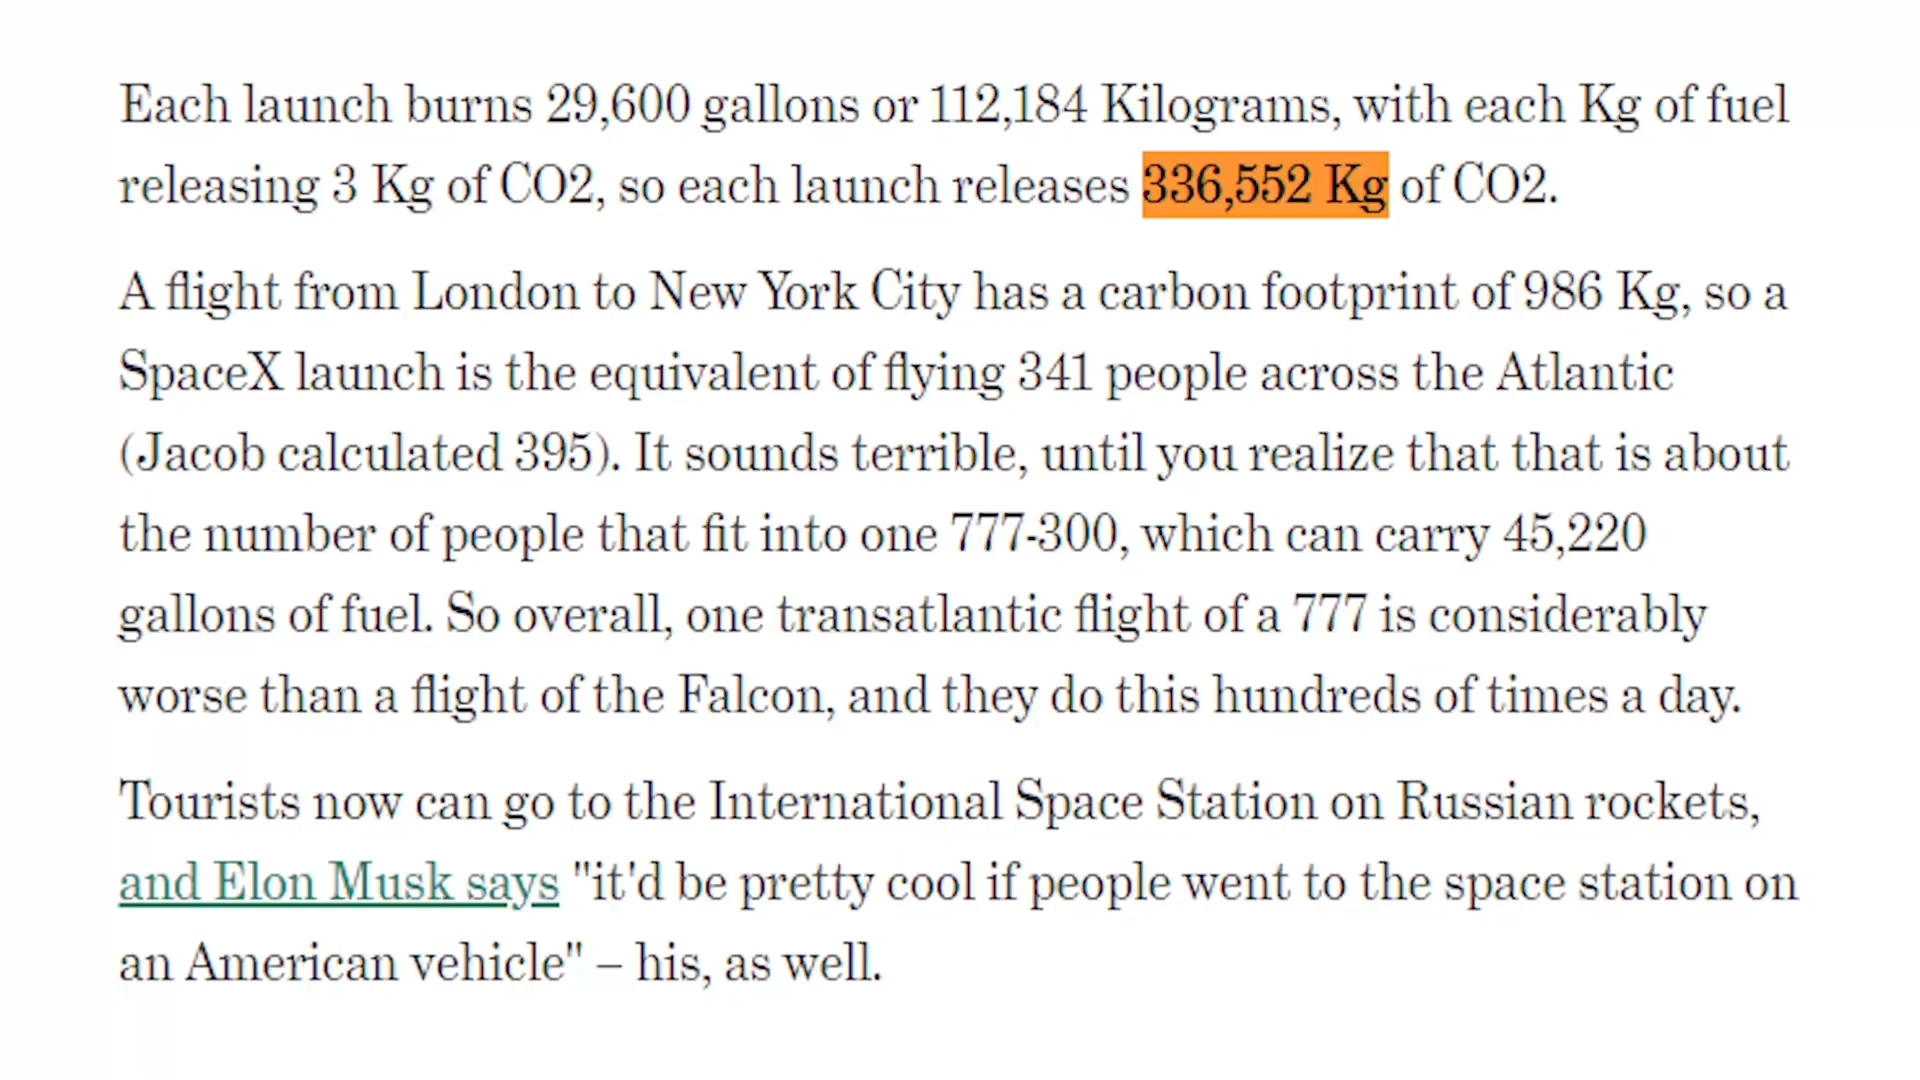 Each launch burns 29,600 gallons or 112,184 Kilograms, with each Kg of fuel
releasing 3 Kg of CO2, so each launch releases 336,552 Kg of CO2.
A flight from London to New York City has a carbon footprint of 986 Kg, so a
SpaceX launch is the equivalent of flying 341 people across the Atlantic
(Jacob calculated 395). It sounds terrible, until you realize that that is about
the number of people that fit into one 777-300, which can carry 45,220
gallons of fuel. So overall, one transatlantic flight of a 777 is considerably
worse than a flight of the Falcon, and they do this hundreds of times a day.
Tourists now can go to the International Space Station on Russian rockets,
and Elon Musk says "it'd be pretty cool if people went to the space station on
an American vehicle" – his, as well.